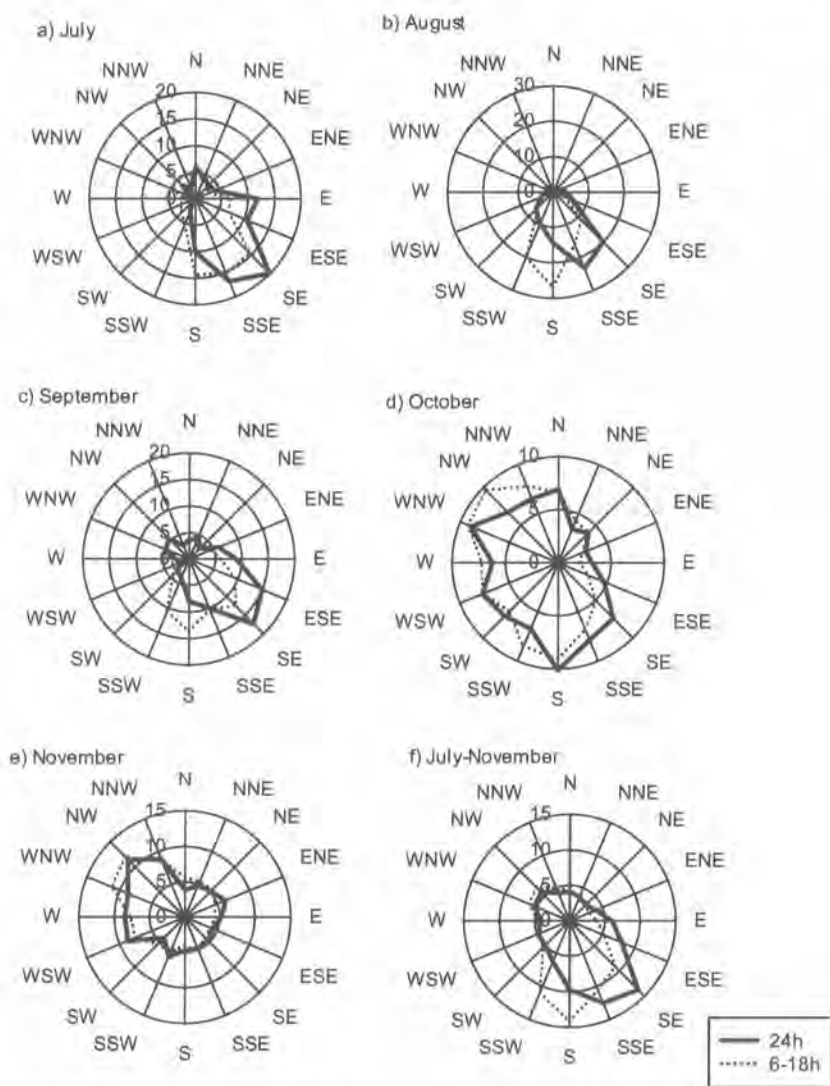 a) July
N
NNE
NE
ENE
E
ESE
SE
SSE
S
SSW
SW
WSW
W
WNW
NW
NNW
20
15
10
5
0
b) August
N
NNE
NE
ENE
E
ESE
SE
SSE
S
SSW
SW
WSW
W
WNW
NW
NNW
30
20
10
0
c) September
N
NNE
NE
ENE
E
ESE
SE
SSE
S
SSW
SW
WSW
W
WNW
NW
NNW
20
15
10
5
0
d) October
N
NNE
NE
ENE
E
ESE
SE
SSE
S
SSW
SW
WSW
W
WNW
NW
NNW
10
5
0
e) November
N
NNE
NE
ENE
E
ESE
SE
SSE
S
SSW
SW
WSW
W
WNW
NW
NNW
15
10
5
0
f) July-November
N
NNE
NE
ENE
E
ESE
SE
SSE
S
SSW
SW
WSW
W
WNW
NW
NNW
15
10
5
0
24h
6-18h